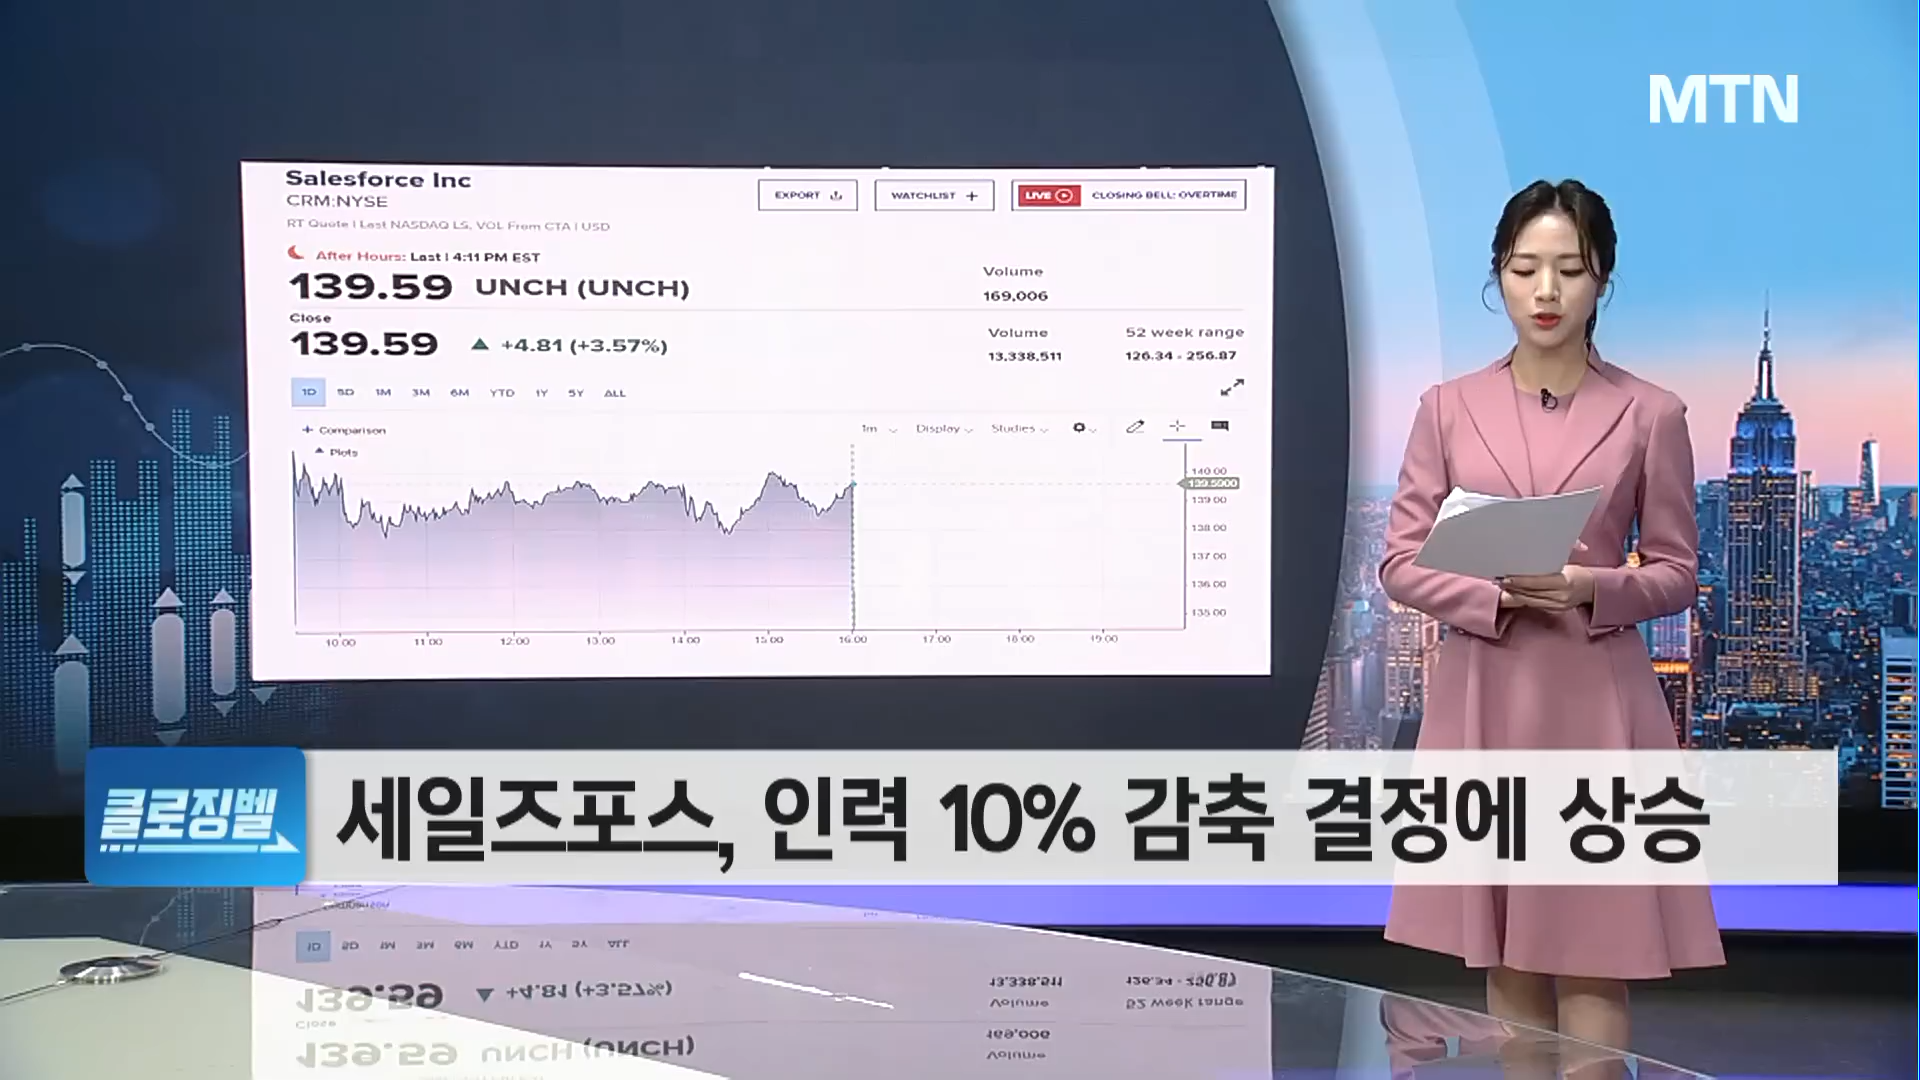 MTN
Salesforce Inc
CRM:NYSE
RT Quote | Last NASDAQ LS, VOL From CTA | USD
EXPORT
WATCHLIST +
LIVE CLOSING BELL: OVERTIME
After Hours: Last | 4:11 PM EST
139.59 UNCH (UNCH)
Volume
169,006
Close
139.59 ▲ +4.81 (+3.57%)
Volume
13,338,511
52 week range
126.34 - 256.87
1D 5D 1M 3M 6M YTD 1Y 5Y ALL
+ Comparison
1m Display Studies
Plots
140.00
139.5900
139.00
138.00
137.00
136.00
135.00
10:00 11:00 12:00 13:00 14:00 15:00 16:00 17:00 18:00 19:00
클로징벨
세일즈포스, 인력 10% 감축 결정에 상승